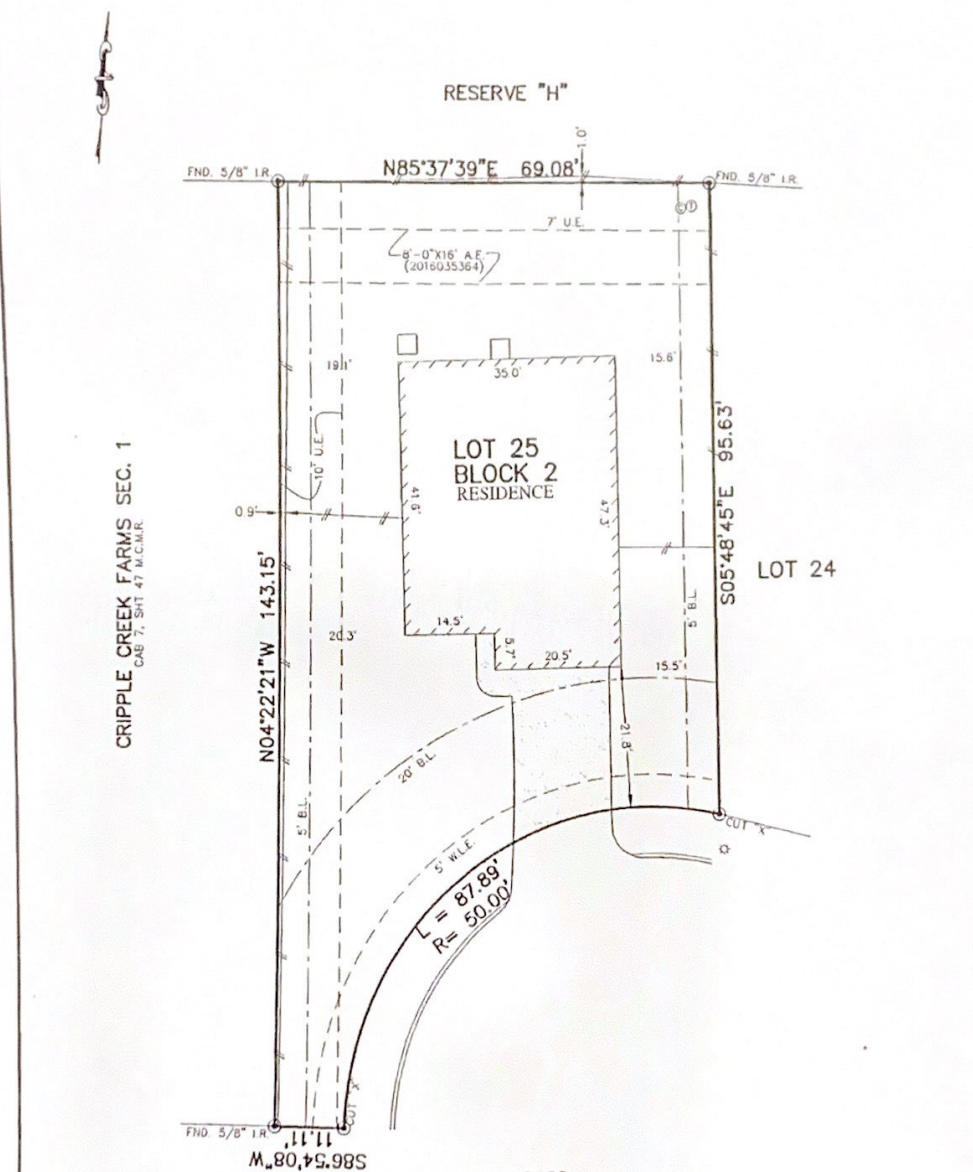 RESERVE "H"
1.0'
FND. 5/8" I.R.
N85°37'39"E 69.08'
FND. 5/8" I.R.
C T
7' U.E.
8'-0"X16' A.E.
(2016035364)
19.1'
35.0'
15.6'
LOT 25
BLOCK 2
RESIDENCE
10' U.E.
41.6'
47.3'
0.9'
S05°48'45"E 95.63'
LOT 24
CRIPPLE CREEK FARMS SEC. 1
CAB 7, SHT 47 M.C.M.R.
N04°22'21"W 143.15'
5' B.L.
14.5'
20.3'
5.7'
20.5'
15.5'
21.8'
20' B.L.
5' B.L.
CUT "X"
5' W.L.E.
L = 87.89'
R= 50.00'
CUT "X"
FND. 5/8" I.R.
11.11'
S86°54'08"W